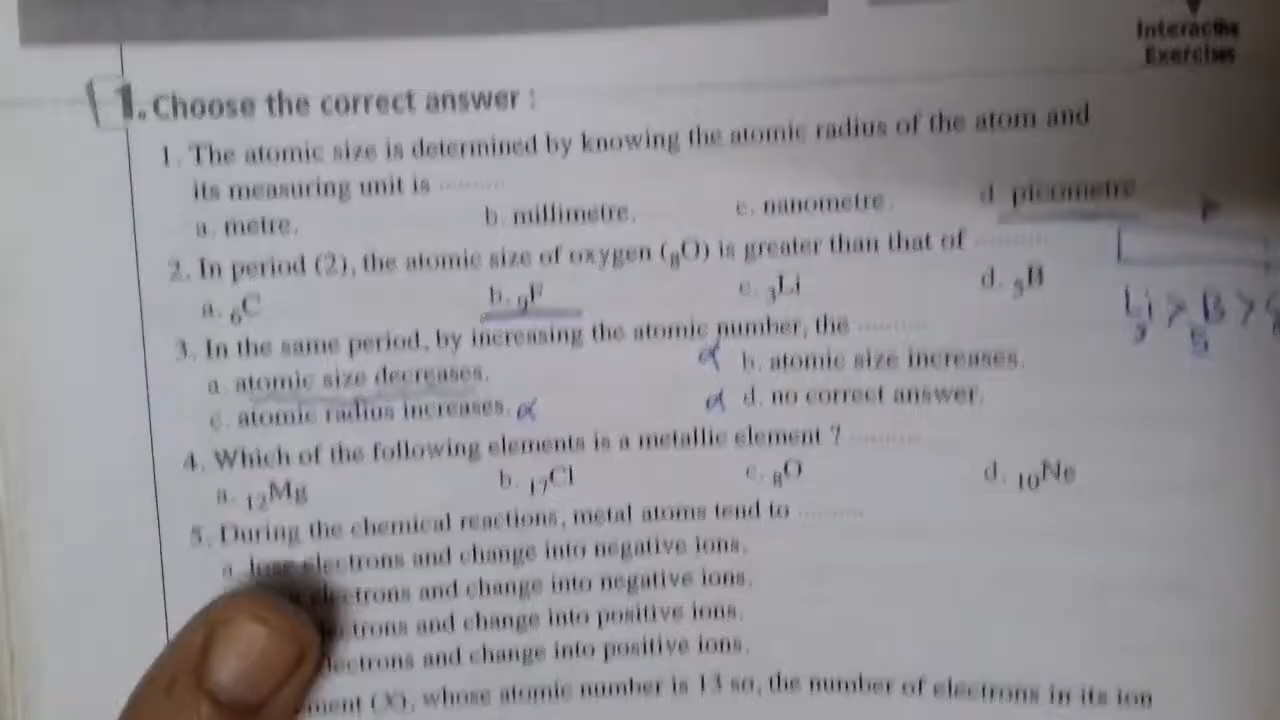 Interactive
Exercises
1. Choose the correct answer :
1. The atomic size is determined by knowing the atomic radius of the atom and
its measuring unit is ..........
a. metre. b. millimetre. c. nanometre. d. picometre
2. In period (2), the atomic size of oxygen (₈O) is greater than that of ..........
a. ₆C b. ₉F c. ₃Li d. ₅B
Li > B >
3 5
3. In the same period, by increasing the atomic number, the ..........
a. atomic size decreases. b. atomic size increases.
c. atomic radius increases. d. no correct answer.
4. Which of the following elements is a metallic element ? ..........
a. ₁₂Mg b. ₁₇Cl c. ₈O d. ₁₀Ne
5. During the chemical reactions, metal atoms tend to ..........
a. lose electrons and change into negative ions.
electrons and change into negative ions.
and change into positive ions.
and change into positive ions.
(X), whose atomic number is 13 so, the number of electrons in its ion